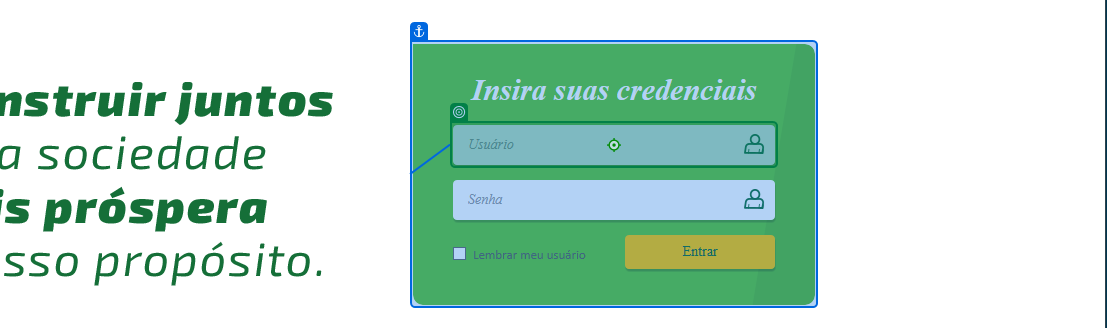 nstruir juntos
a sociedade
is próspera
sso propósito.
Insira suas credenciais
Usuário
Senha
Lembrar meu usuário
Entrar